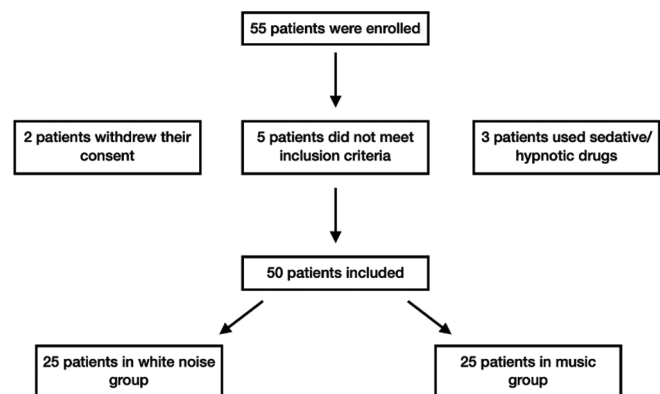 55 patients were enrolled
2 patients withdrew their
consent
5 patients did not meet
inclusion criteria
3 patients used sedative/
hypnotic drugs
50 patients included
25 patients in white noise
group
25 patients in music
group